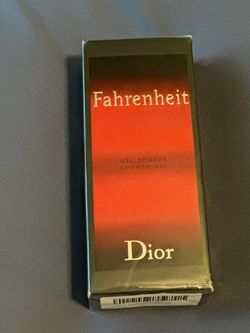 Fahrenheit
GEL DOUCHE
SHOWER GEL
Dior